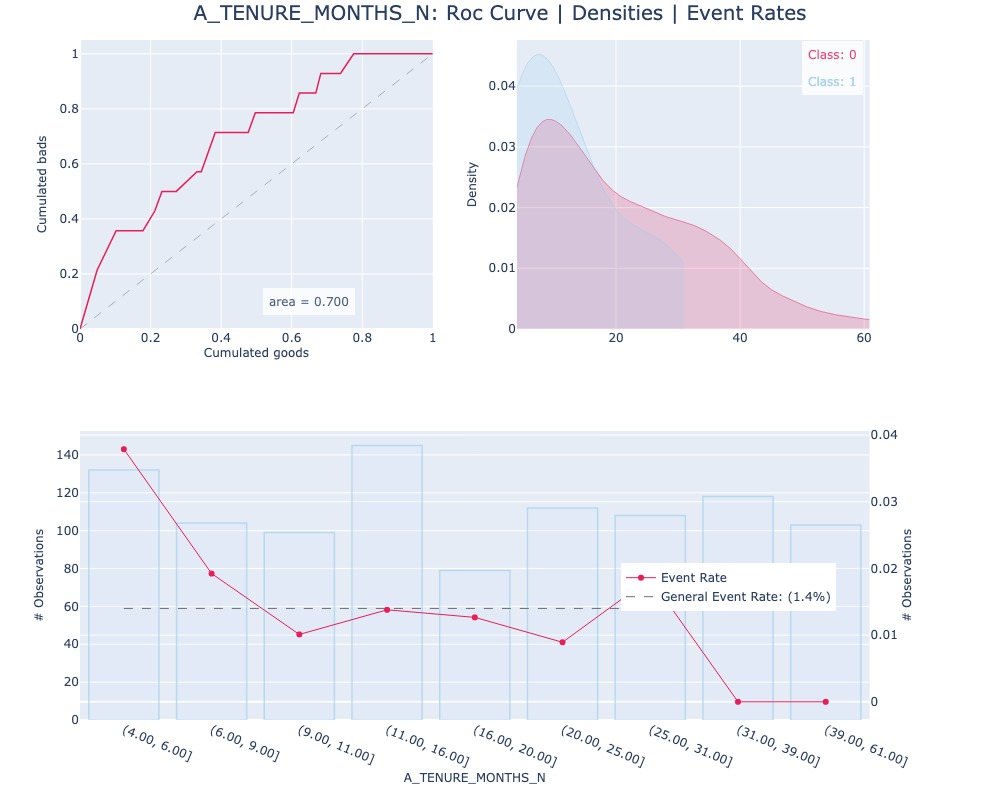 A_TENURE_MONTHS_N: Roc Curve | Densities | Event Rates
1
0.8
0.6
0.4
0.2
0
Cumulated bads
0 0.2 0.4 0.6 0.8 1
Cumulated goods
area = 0.700
0.04
0.03
0.02
0.01
0
Density
20 40 60
Class: 0
Class: 1
140
120
100
80
60
40
20
0
# Observations
0.04
0.03
0.02
0.01
0
# Observations
Event Rate
General Event Rate: (1.4%)
(4.00, 6.00] (6.00, 9.00] (9.00, 11.00] (11.00, 16.00] (16.00, 20.00] (20.00, 25.00] (25.00, 31.00] (31.00, 39.00] (39.00, 61.00]
A_TENURE_MONTHS_N